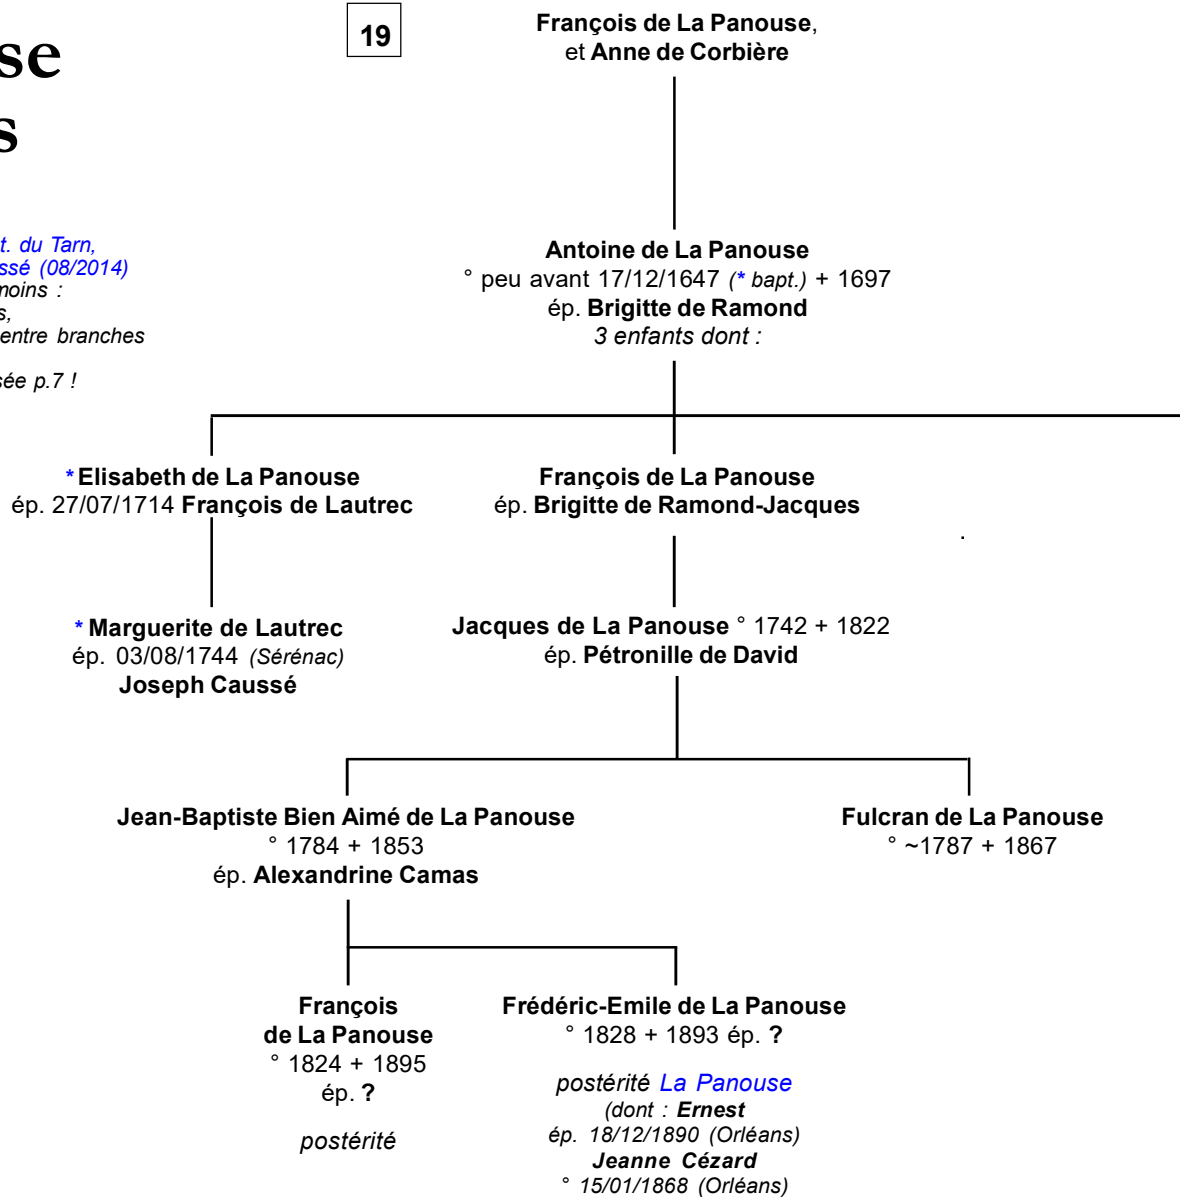 se
s
19
François de La Panouse,
et Anne de Corbière
t. du Tarn,
ssé (08/2014)
moins :
s,
entre branches
sée p.7 !
Antoine de La Panouse
° peu avant 17/12/1647 (* bapt.) + 1697
ép. Brigitte de Ramond
3 enfants dont :
* Elisabeth de La Panouse
ép. 27/07/1714 François de Lautrec
François de La Panouse
ép. Brigitte de Ramond-Jacques
.
* Marguerite de Lautrec
ép. 03/08/1744 (Sérénac)
Joseph Caussé
Jacques de La Panouse ° 1742 + 1822
ép. Pétronille de David
Jean-Baptiste Bien Aimé de La Panouse
° 1784 + 1853
ép. Alexandrine Camas
Fulcran de La Panouse
° ~1787 + 1867
François
de La Panouse
° 1824 + 1895
ép. ?
postérité
Frédéric-Emile de La Panouse
° 1828 + 1893 ép. ?
postérité La Panouse
(dont : Ernest
ép. 18/12/1890 (Orléans)
Jeanne Cézard
° 15/01/1868 (Orléans)